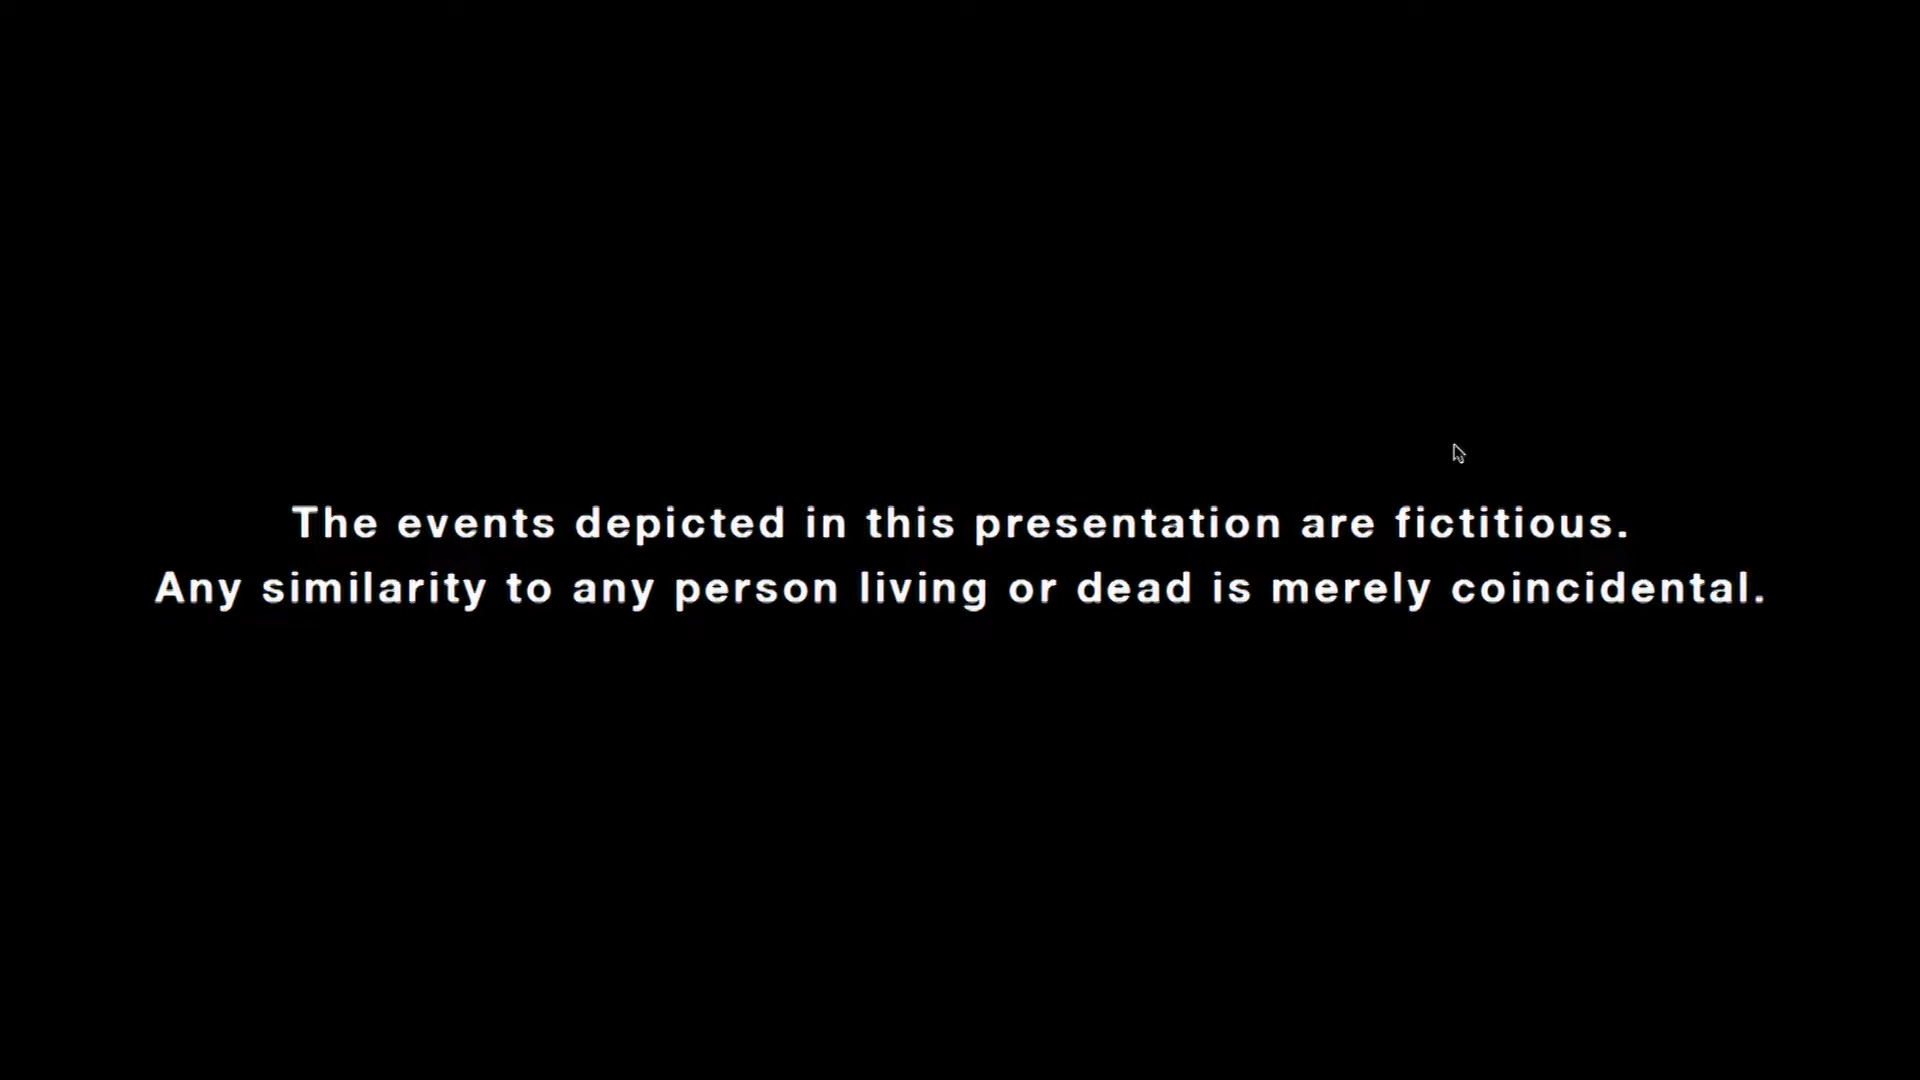 The events depicted in this presentation are fictitious.
Any similarity to any person living or dead is merely coincidental.